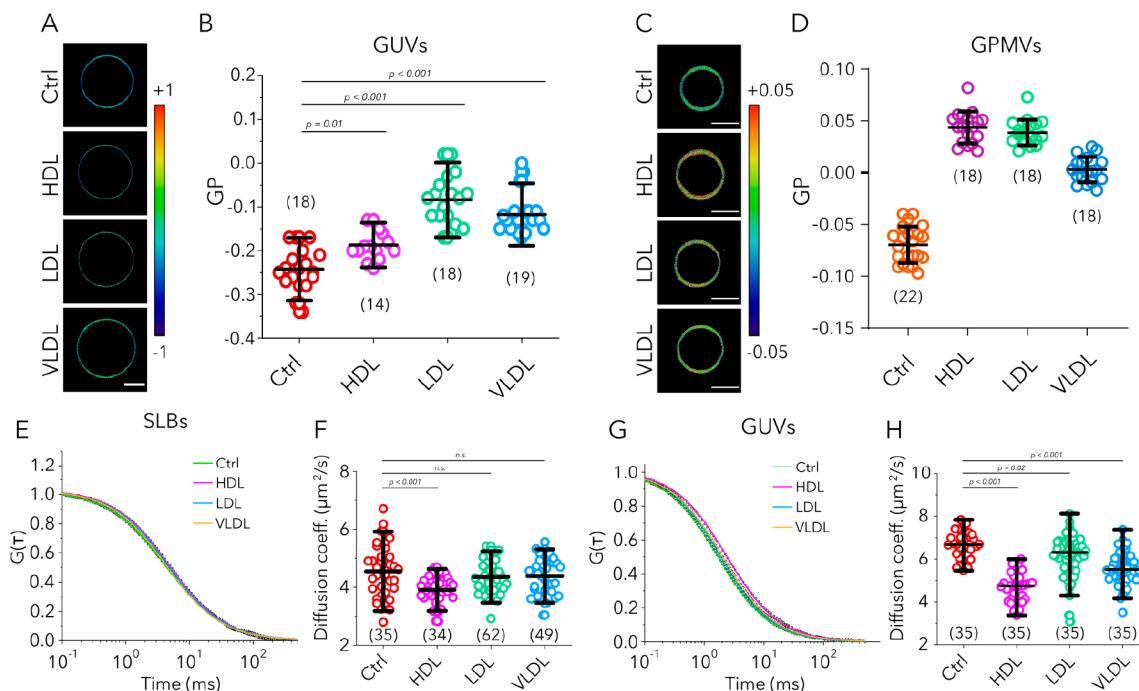 A
Ctrl
HDL
LDL
VLDL
+1
-1
B
GUVs
p < 0.001
p < 0.001
p = 0.01
GP
0.2
0.1
0.0
-0.1
-0.2
-0.3
-0.4
(18)
(14)
(18)
(19)
Ctrl
HDL
LDL
VLDL
C
Ctrl
HDL
LDL
VLDL
+0.05
-0.05
D
GPMVs
GP
0.10
0.05
0.00
-0.05
-0.10
-0.15
(22)
(18)
(18)
(18)
Ctrl
HDL
LDL
VLDL
E
SLBs
G(τ)
1.2
1.0
0.8
0.6
0.4
0.2
0.0
Ctrl
HDL
LDL
VLDL
10⁻¹ 10⁰ 10¹ 10²
Time (ms)
F
Diffusion coeff. (μm²/s)
8
6
4
2
n.s.
n.s.
p < 0.001
(35) (34) (62) (49)
Ctrl
HDL
LDL
VLDL
G
GUVs
G(τ)
1.0
0.8
0.6
0.4
0.2
0.0
Ctrl
HDL
LDL
VLDL
10⁻¹ 10⁰ 10¹ 10²
Time (ms)
H
Diffusion coeff. (μm²/s)
10
8
6
4
2
p < 0.001
p = 0.02
p < 0.001
(35) (35) (35) (35)
Ctrl
HDL
LDL
VLDL